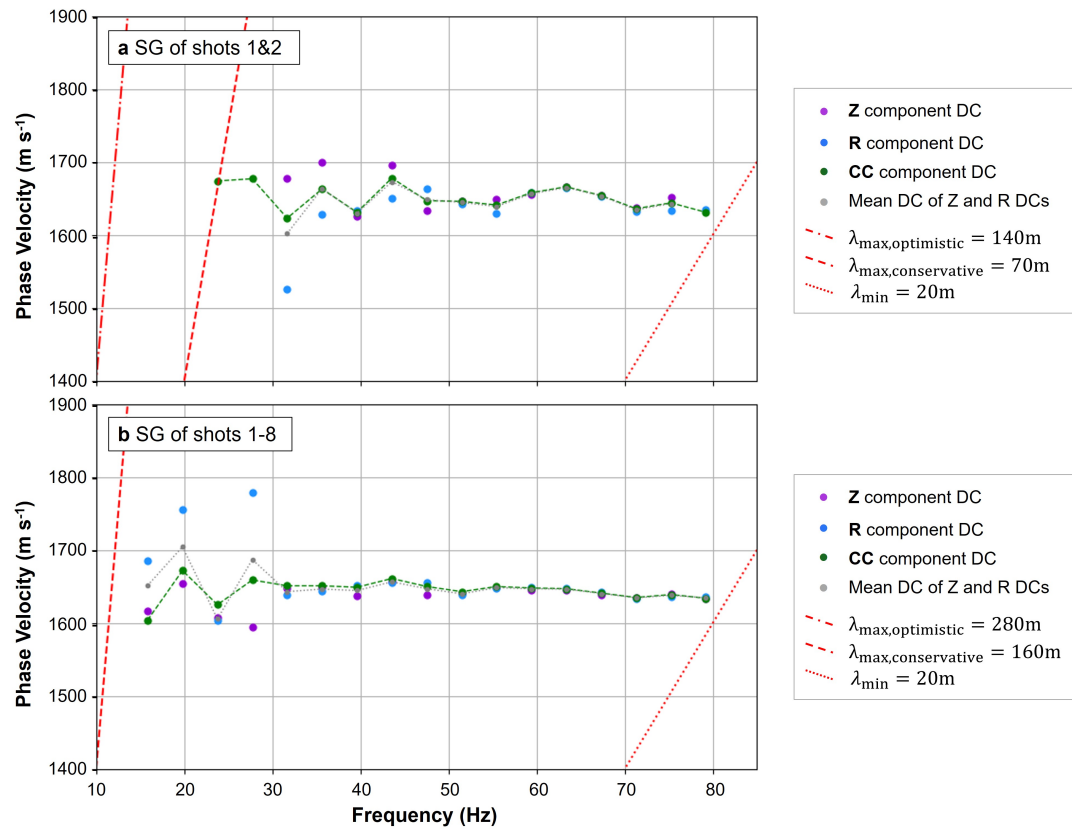 1900
1800
1700
1600
1500
1400
Phase Velocity (m s⁻¹)
a SG of shots 1&2
Z component DC
R component DC
CC component DC
Mean DC of Z and R DCs
λmax,optimistic = 140m
λmax,conservative = 70m
λmin = 20m
1900
1800
1700
1600
1500
1400
Phase Velocity (m s⁻¹)
b SG of shots 1-8
Z component DC
R component DC
CC component DC
Mean DC of Z and R DCs
λmax,optimistic = 280m
λmax,conservative = 160m
λmin = 20m
10 20 30 40 50 60 70 80
Frequency (Hz)